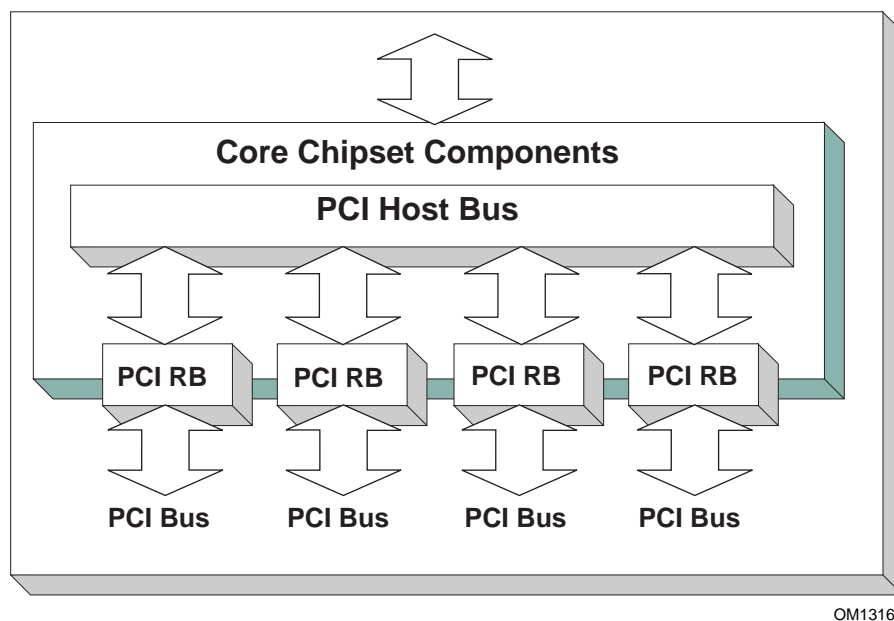 Core Chipset Components
PCI Host Bus
PCI RB PCI RB PCI RB PCI RB
PCI Bus PCI Bus PCI Bus PCI Bus
OM1316